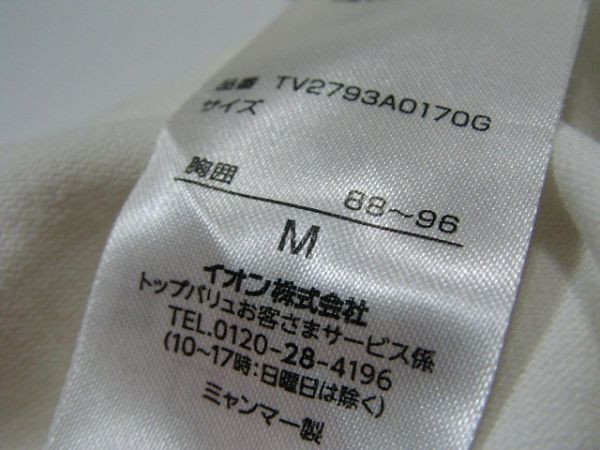 品番 TV2793A0170G
サイズ
胸囲 88～96
M
イオン株式会社
トップバリュお客さまサービス係
TEL.0120-28-4196
(10～17時:日曜日は除く)
ミャンマー製